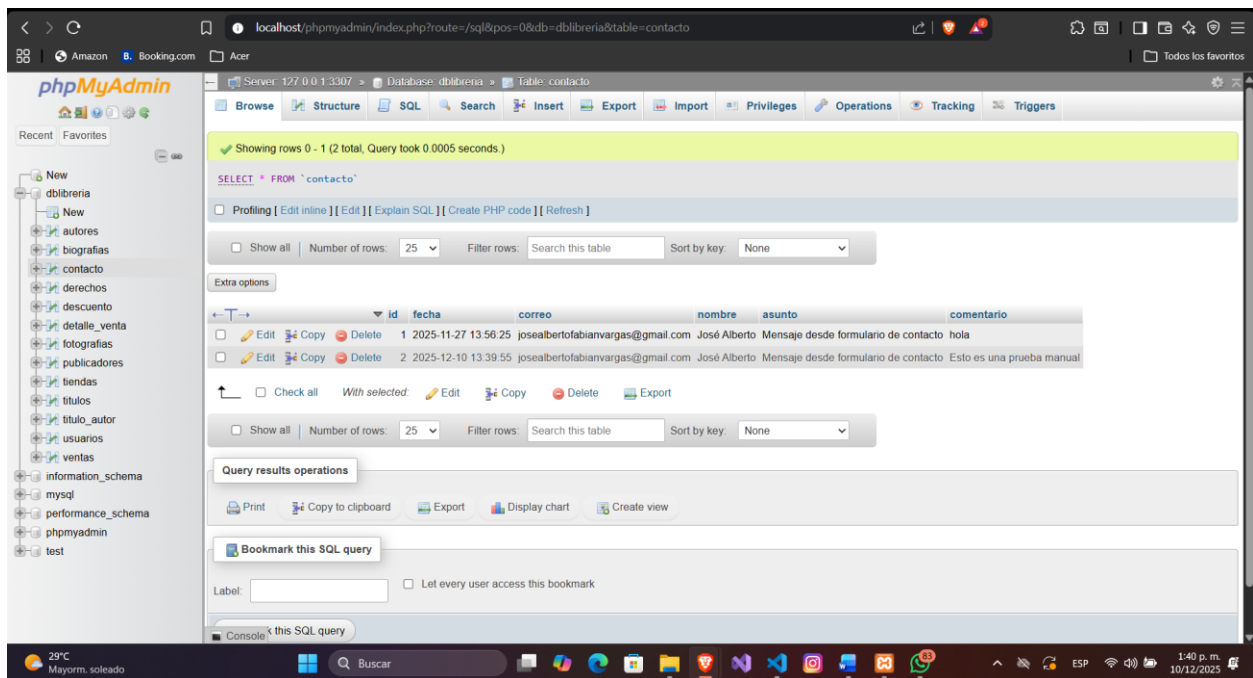 localhost/phpmyadmin/index.php?route=/sql&pos=0&db=dblibreria&table=contacto
Amazon B. Booking.com Acer Todos los favoritos
phpMyAdmin
Recent Favorites
New
dblibreria
New
autores
biografias
contacto
derechos
descuento
detalle_venta
fotografias
publicadores
tiendas
titulos
titulo_autor
usuarios
ventas
information_schema
mysql
performance_schema
phpmyadmin
test
Server: 127.0.0.1:3307 » Database: dblibreria » Table: contacto
Browse Structure SQL Search Insert Export Import Privileges Operations Tracking Triggers
Showing rows 0 - 1 (2 total, Query took 0.0005 seconds.)
SELECT * FROM `contacto`
Profiling [ Edit inline ] [ Edit ] [ Explain SQL ] [ Create PHP code ] [ Refresh ]
Show all | Number of rows: 25 Filter rows: Search this table Sort by key: None
Extra options
←T→ id fecha correo nombre asunto comentario
Edit Copy Delete 1 2025-11-27 13:56:25 josealbertofabianvargas@gmail.com José Alberto Mensaje desde formulario de contacto hola
Edit Copy Delete 2 2025-12-10 13:39:55 josealbertofabianvargas@gmail.com José Alberto Mensaje desde formulario de contacto Esto es una prueba manual
Check all With selected: Edit Copy Delete Export
Show all | Number of rows: 25 Filter rows: Search this table Sort by key: None
Query results operations
Print Copy to clipboard Export Display chart Create view
Bookmark this SQL query
Label: Let every user access this bookmark
Console k this SQL query
29°C
Mayorm. soleado
Buscar
83
ESP
1:40 p. m.
10/12/2025